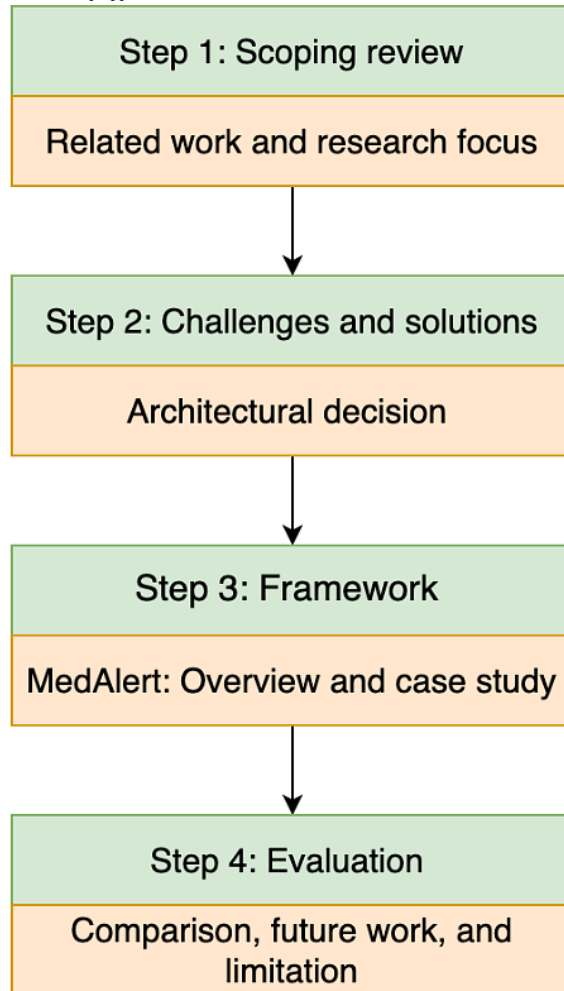 Step 1: Scoping review
Related work and research focus
Step 2: Challenges and solutions
Architectural decision
Step 3: Framework
MedAlert: Overview and case study
Step 4: Evaluation
Comparison, future work, and
limitation